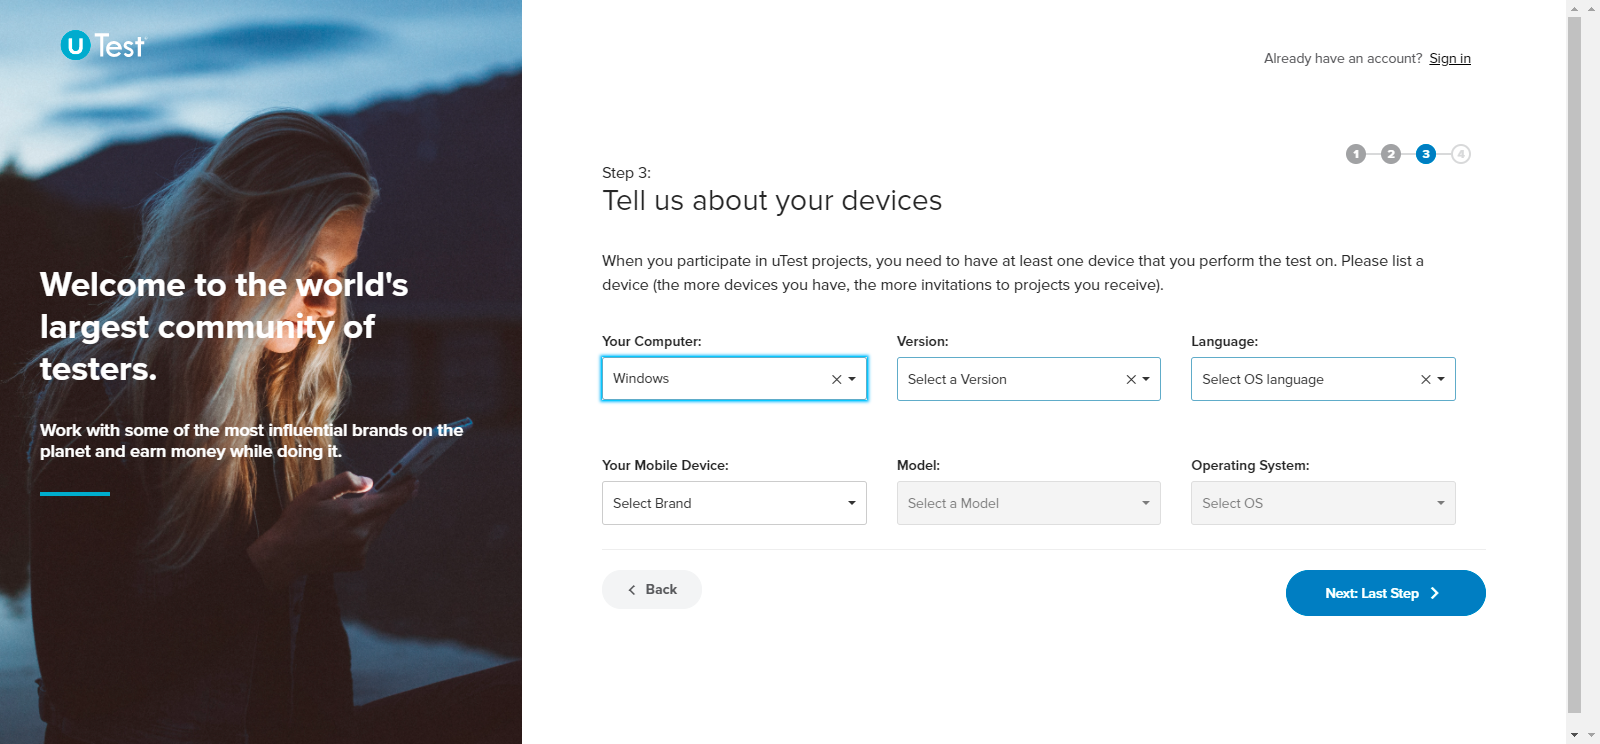 uTest
Already have an account? Sign in
1 2 3 4
Step 3:
Tell us about your devices
Welcome to the world's
largest community of
testers.
Work with some of the most influential brands on the
planet and earn money while doing it.
When you participate in uTest projects, you need to have at least one device that you perform the test on. Please list a
device (the more devices you have, the more invitations to projects you receive).
Your Computer: Version: Language:
Windows Select a Version Select OS language
Your Mobile Device: Model: Operating System:
Select Brand Select a Model Select OS
Back Next: Last Step